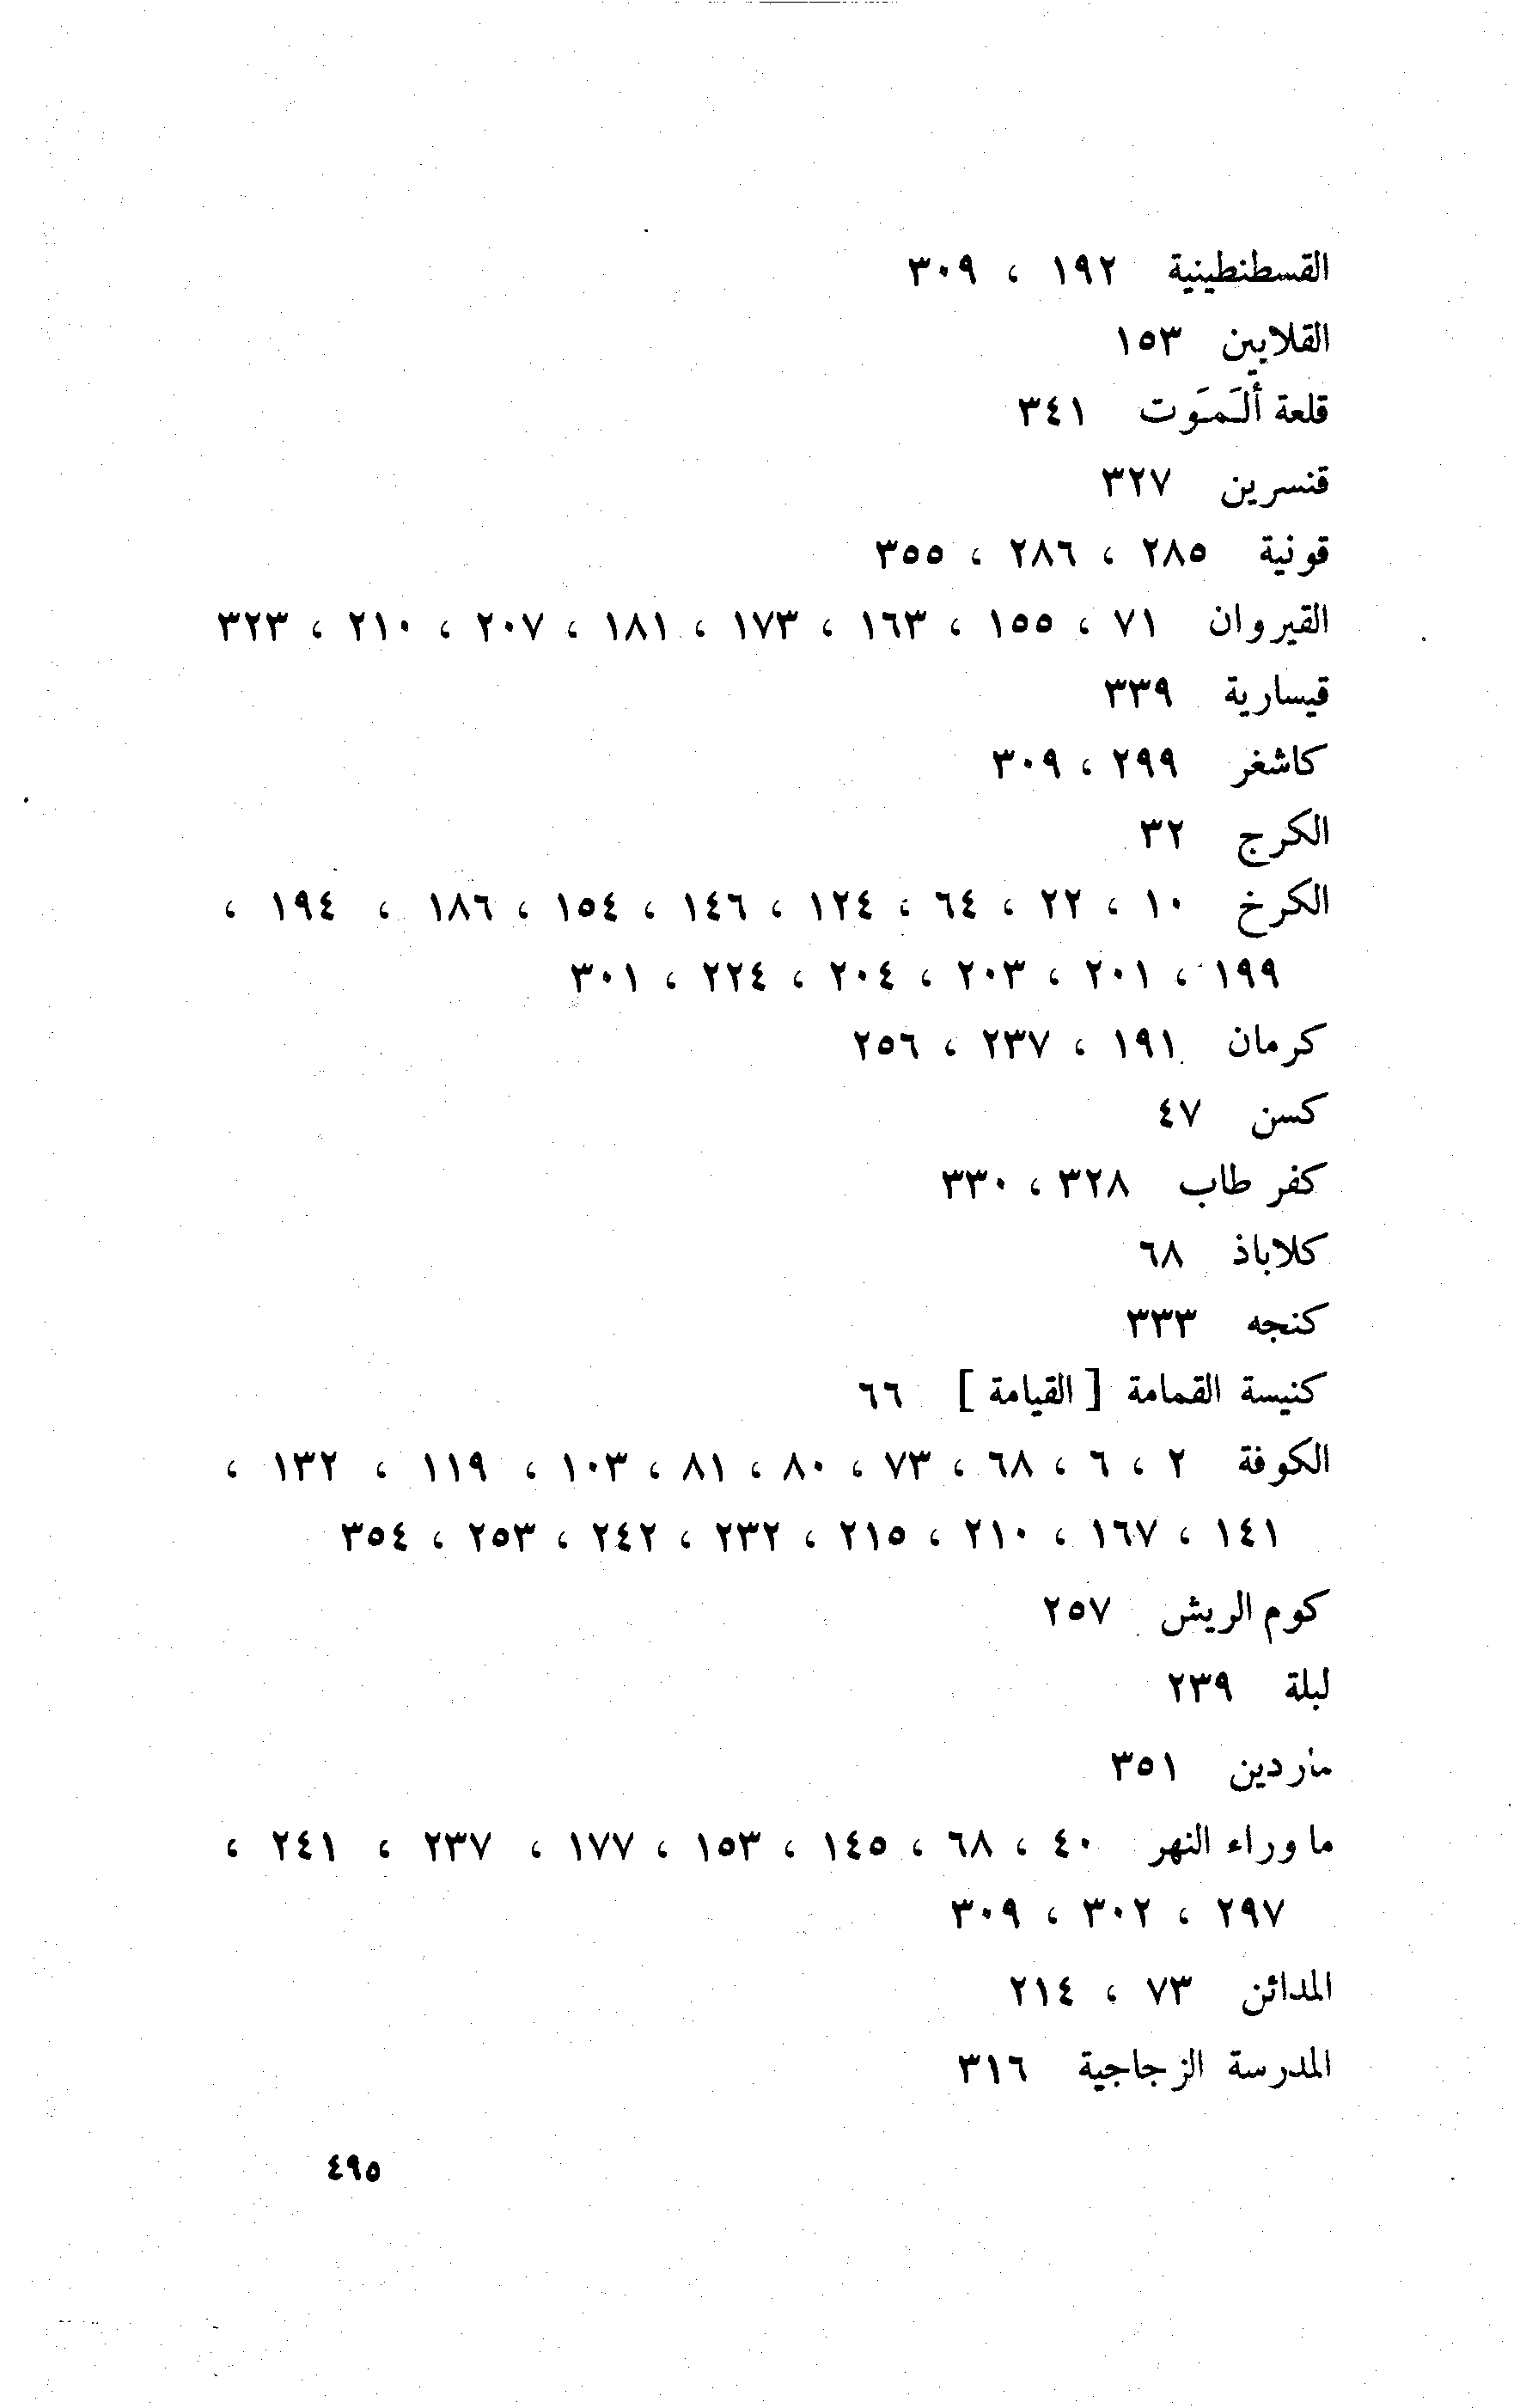 القسطنطينية ١٩٢ ، ٣٠٩
القلايين ١٥٣
قلعة ألَمَوت ٣٤١
قنسرين ٣٢٧
قونية ٢٨٥ ، ٢٨٦ ، ٣٥٥
القيروان ٧١ ، ١٥٥ ، ١٦٣ ، ١٧٣ ، ١٨١ ، ٢٠٧ ، ٢١٠ ، ٣٢٣
قيسارية ٣٣٩
كاشغر ٢٩٩ ، ٣٠٩
الكرج ٣٢
الكرخ ١٠ ، ٢٢ ، ٦٤ ، ١٢٤ ، ١٤٦ ، ١٥٤ ، ١٨٦ ، ١٩٤ ،
١٩٩ ، ٢٠١ ، ٢٠٣ ، ٢٠٤ ، ٢٢٤ ، ٣٠١
كرمان ١٩١ ، ٢٣٧ ، ٢٥٦
كسن ٤٧
كفر طاب ٣٢٨ ، ٣٣٠
كلاباذ ٦٨
كنجه ٣٣٣
كنيسة القمامة [ القيامة ] ٦٦
الكوفة ٢ ، ٦ ، ٦٨ ، ٧٣ ، ٨٠ ، ٨١ ، ١٠٣ ، ١١٩ ، ١٣٢ ،
١٤١ ، ١٦٧ ، ٢١٠ ، ٢١٥ ، ٢٣٢ ، ٢٤٢ ، ٢٥٣ ، ٣٥٤
كوم الريش ٢٥٧
لبلة ٢٣٩
ماردين ٣٥١
ما وراء النهر ٤٠ ، ٦٨ ، ١٤٥ ، ١٥٣ ، ١٧٧ ، ٢٣٧ ، ٢٤١ ،
٢٩٧ ، ٣٠٢ ، ٣٠٩
المدائن ٧٣ ، ٢١٤
المدرسة الزجاجية ٣١٦
٤٩٥